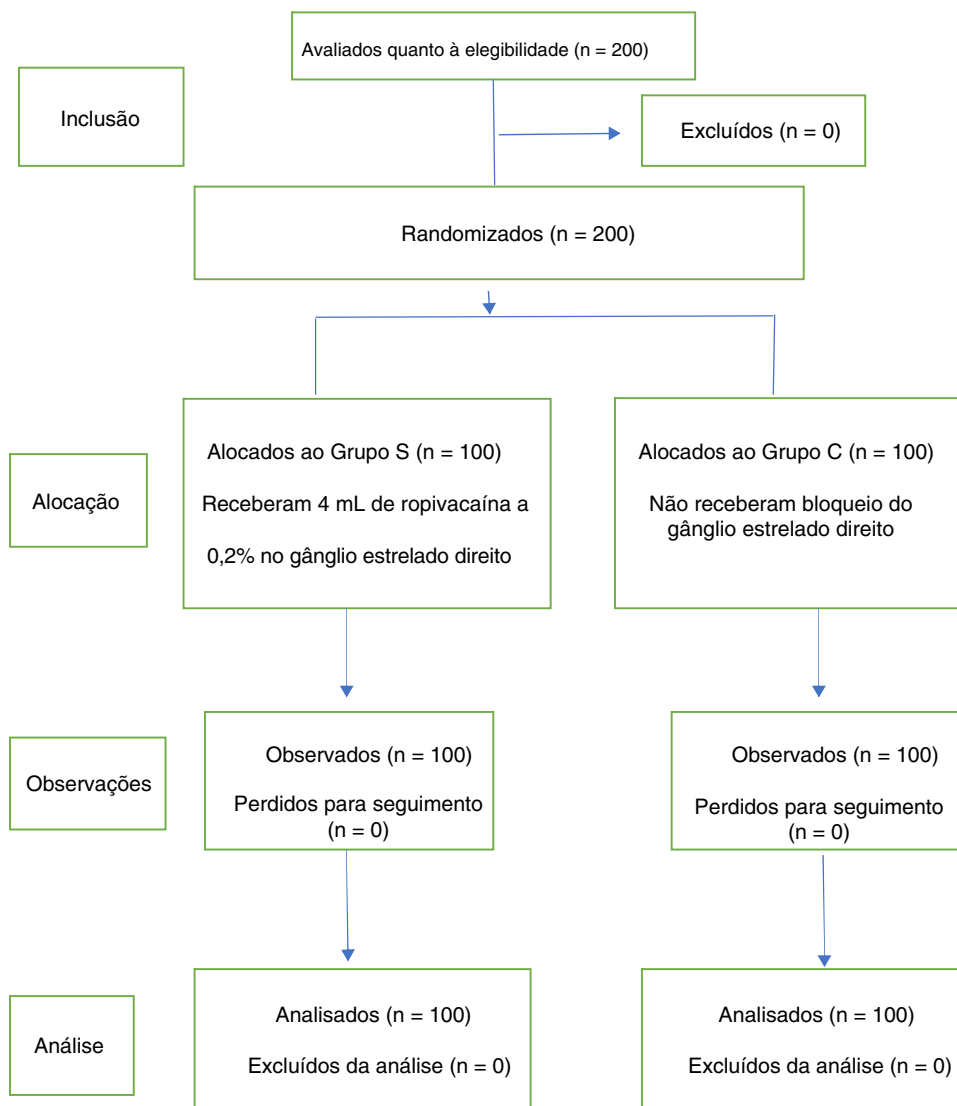 Avaliados quanto à elegibilidade (n = 200)
Inclusão
Excluídos (n = 0)
Randomizados (n = 200)
Alocação
Alocados ao Grupo S (n = 100)
Receberam 4 mL de ropivacaína a
0,2% no gânglio estrelado direito
Alocados ao Grupo C (n = 100)
Não receberam bloqueio do
gânglio estrelado direito
Observações
Observados (n = 100)
Perdidos para seguimento
(n = 0)
Observados (n = 100)
Perdidos para seguimento
(n = 0)
Análise
Analisados (n = 100)
Excluídos da análise (n = 0)
Analisados (n = 100)
Excluídos da análise (n = 0)